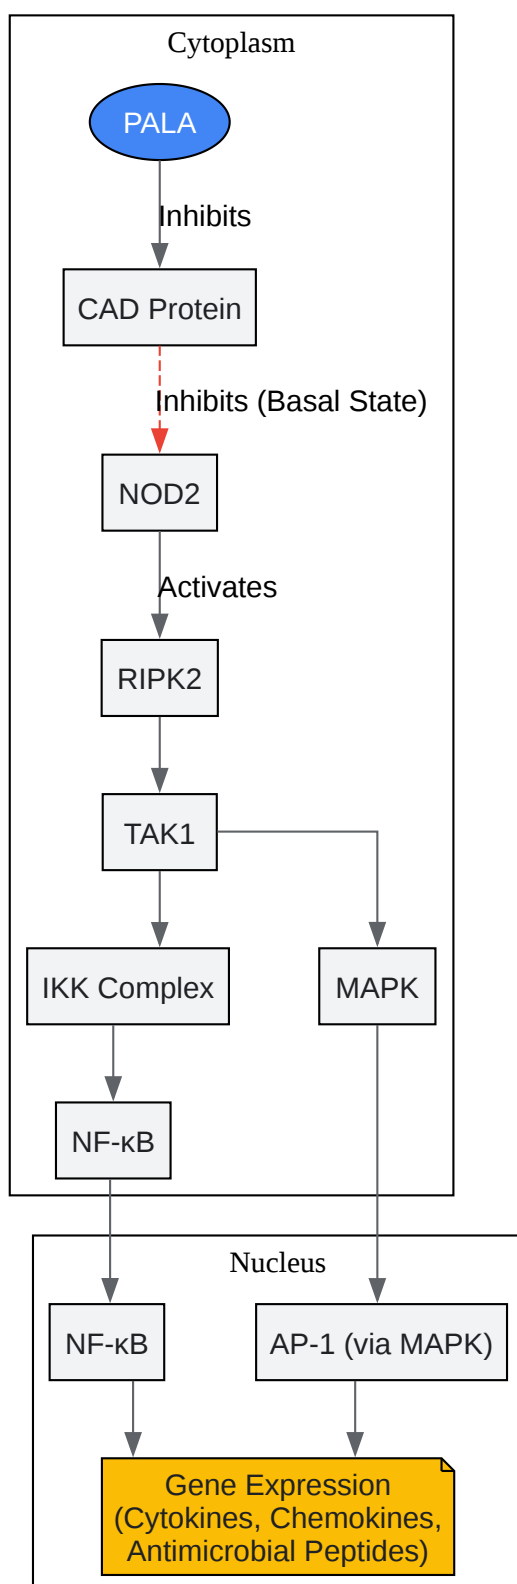 Cytoplasm
PALA
Inhibits
CAD Protein
Inhibits (Basal State)
NOD2
Activates
RIPK2
TAK1
IKK Complex
MAPK
NF-κB
Nucleus
NF-κB
AP-1 (via MAPK)
Gene Expression
(Cytokines, Chemokines,
Antimicrobial Peptides)